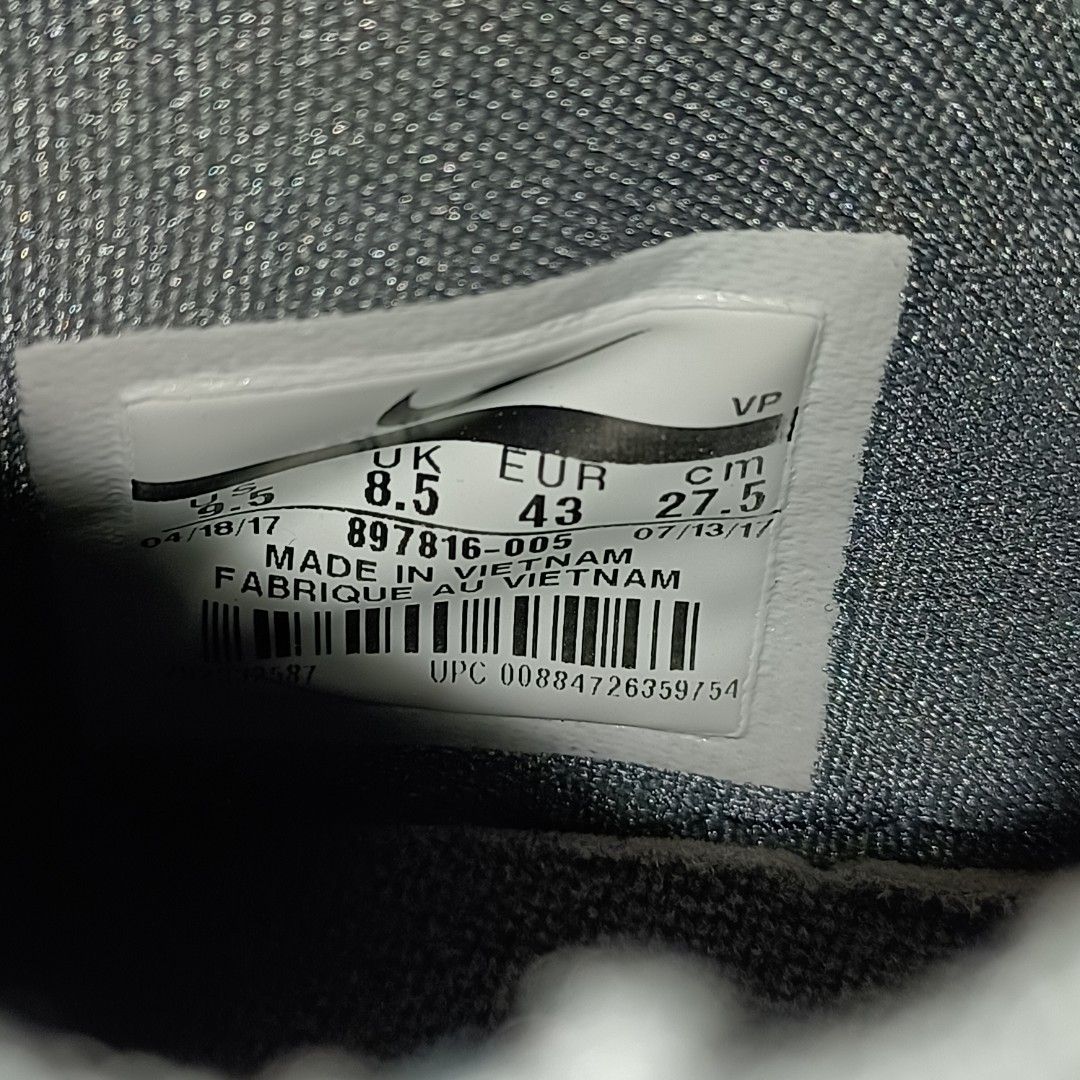 VP
US UK EUR cm
9.5 8.5 43 27.5
04/18/17 897816-005 07/13/17
MADE IN VIETNAM
FABRIQUE AU VIETNAM
UPC 00884726359754